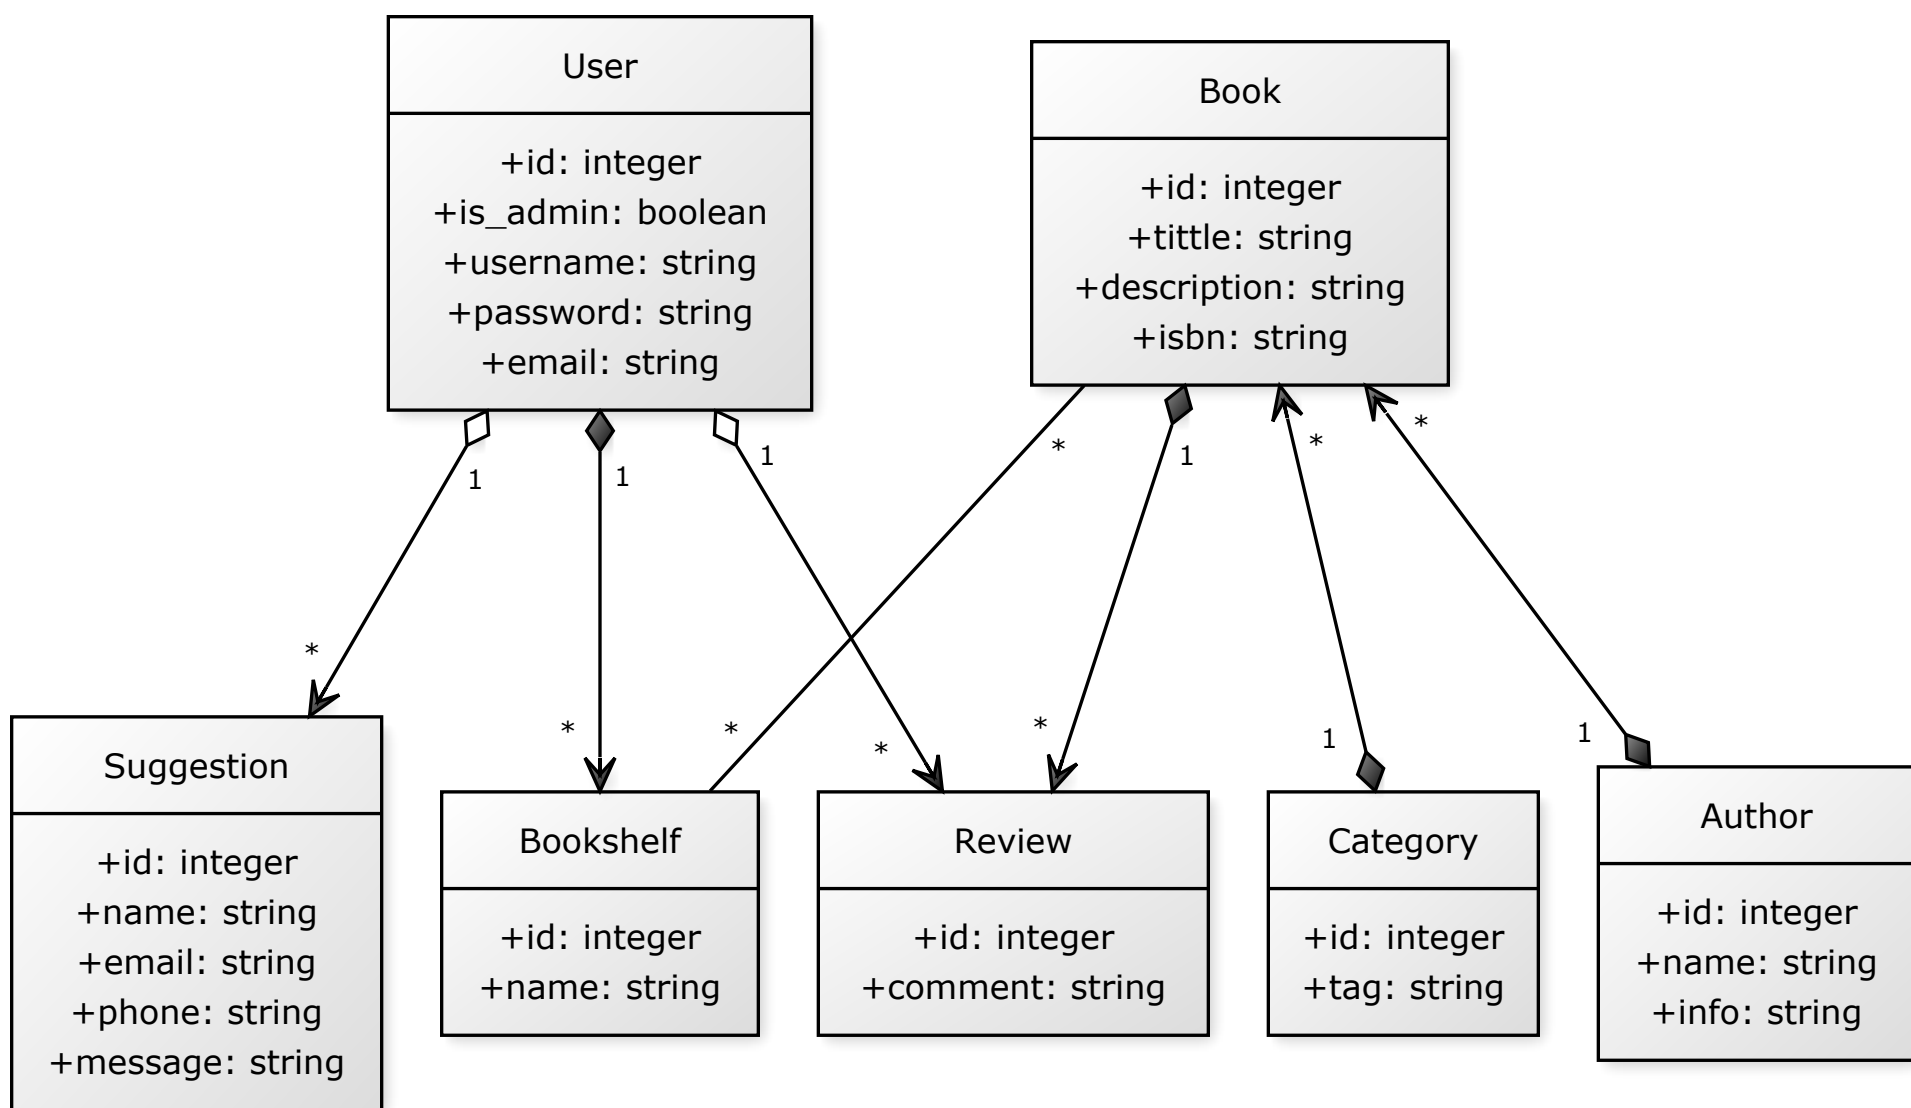 User
+id: integer
+is_admin: boolean
+username: string
+password: string
+email: string
Book
+id: integer
+tittle: string
+description: string
+isbn: string
1
1
1
*
1
*
*
*
*
*
*
*
1
1
Suggestion
+id: integer
+name: string
+email: string
+phone: string
+message: string
Bookshelf
+id: integer
+name: string
Review
+id: integer
+comment: string
Category
+id: integer
+tag: string
Author
+id: integer
+name: string
+info: string